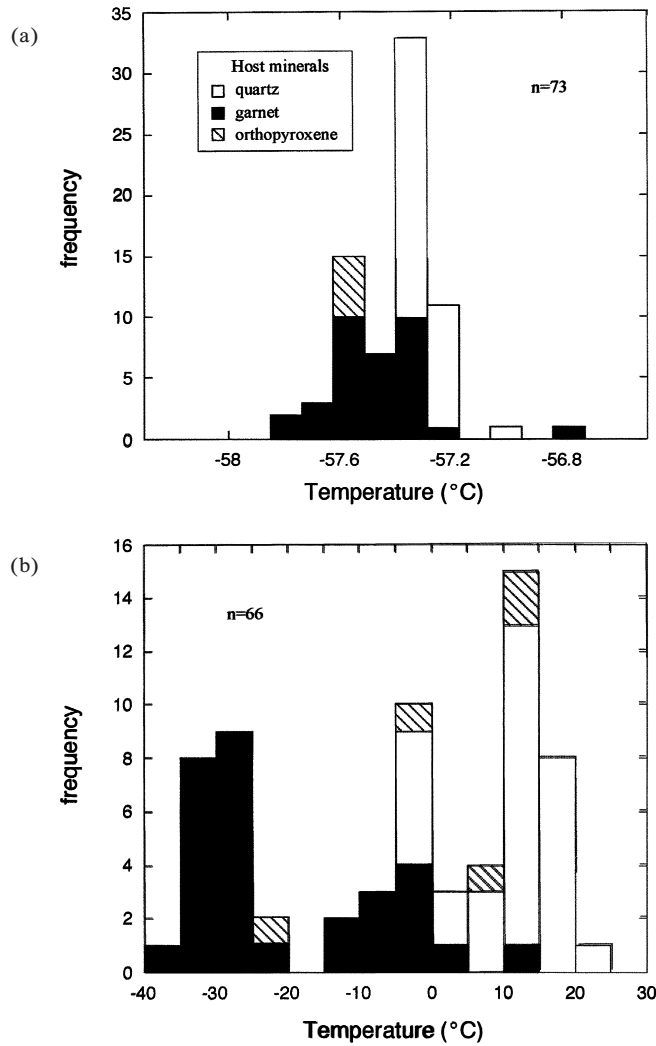 (a)
35
30
25
20
15
10
5
0
frequency
Host minerals
quartz
garnet
orthopyroxene
n=73
-58 -57.6 -57.2 -56.8
Temperature (°C)
(b)
16
14
12
10
8
6
4
2
0
frequency
n=66
-40 -30 -20 -10 0 10 20 30
Temperature (°C)